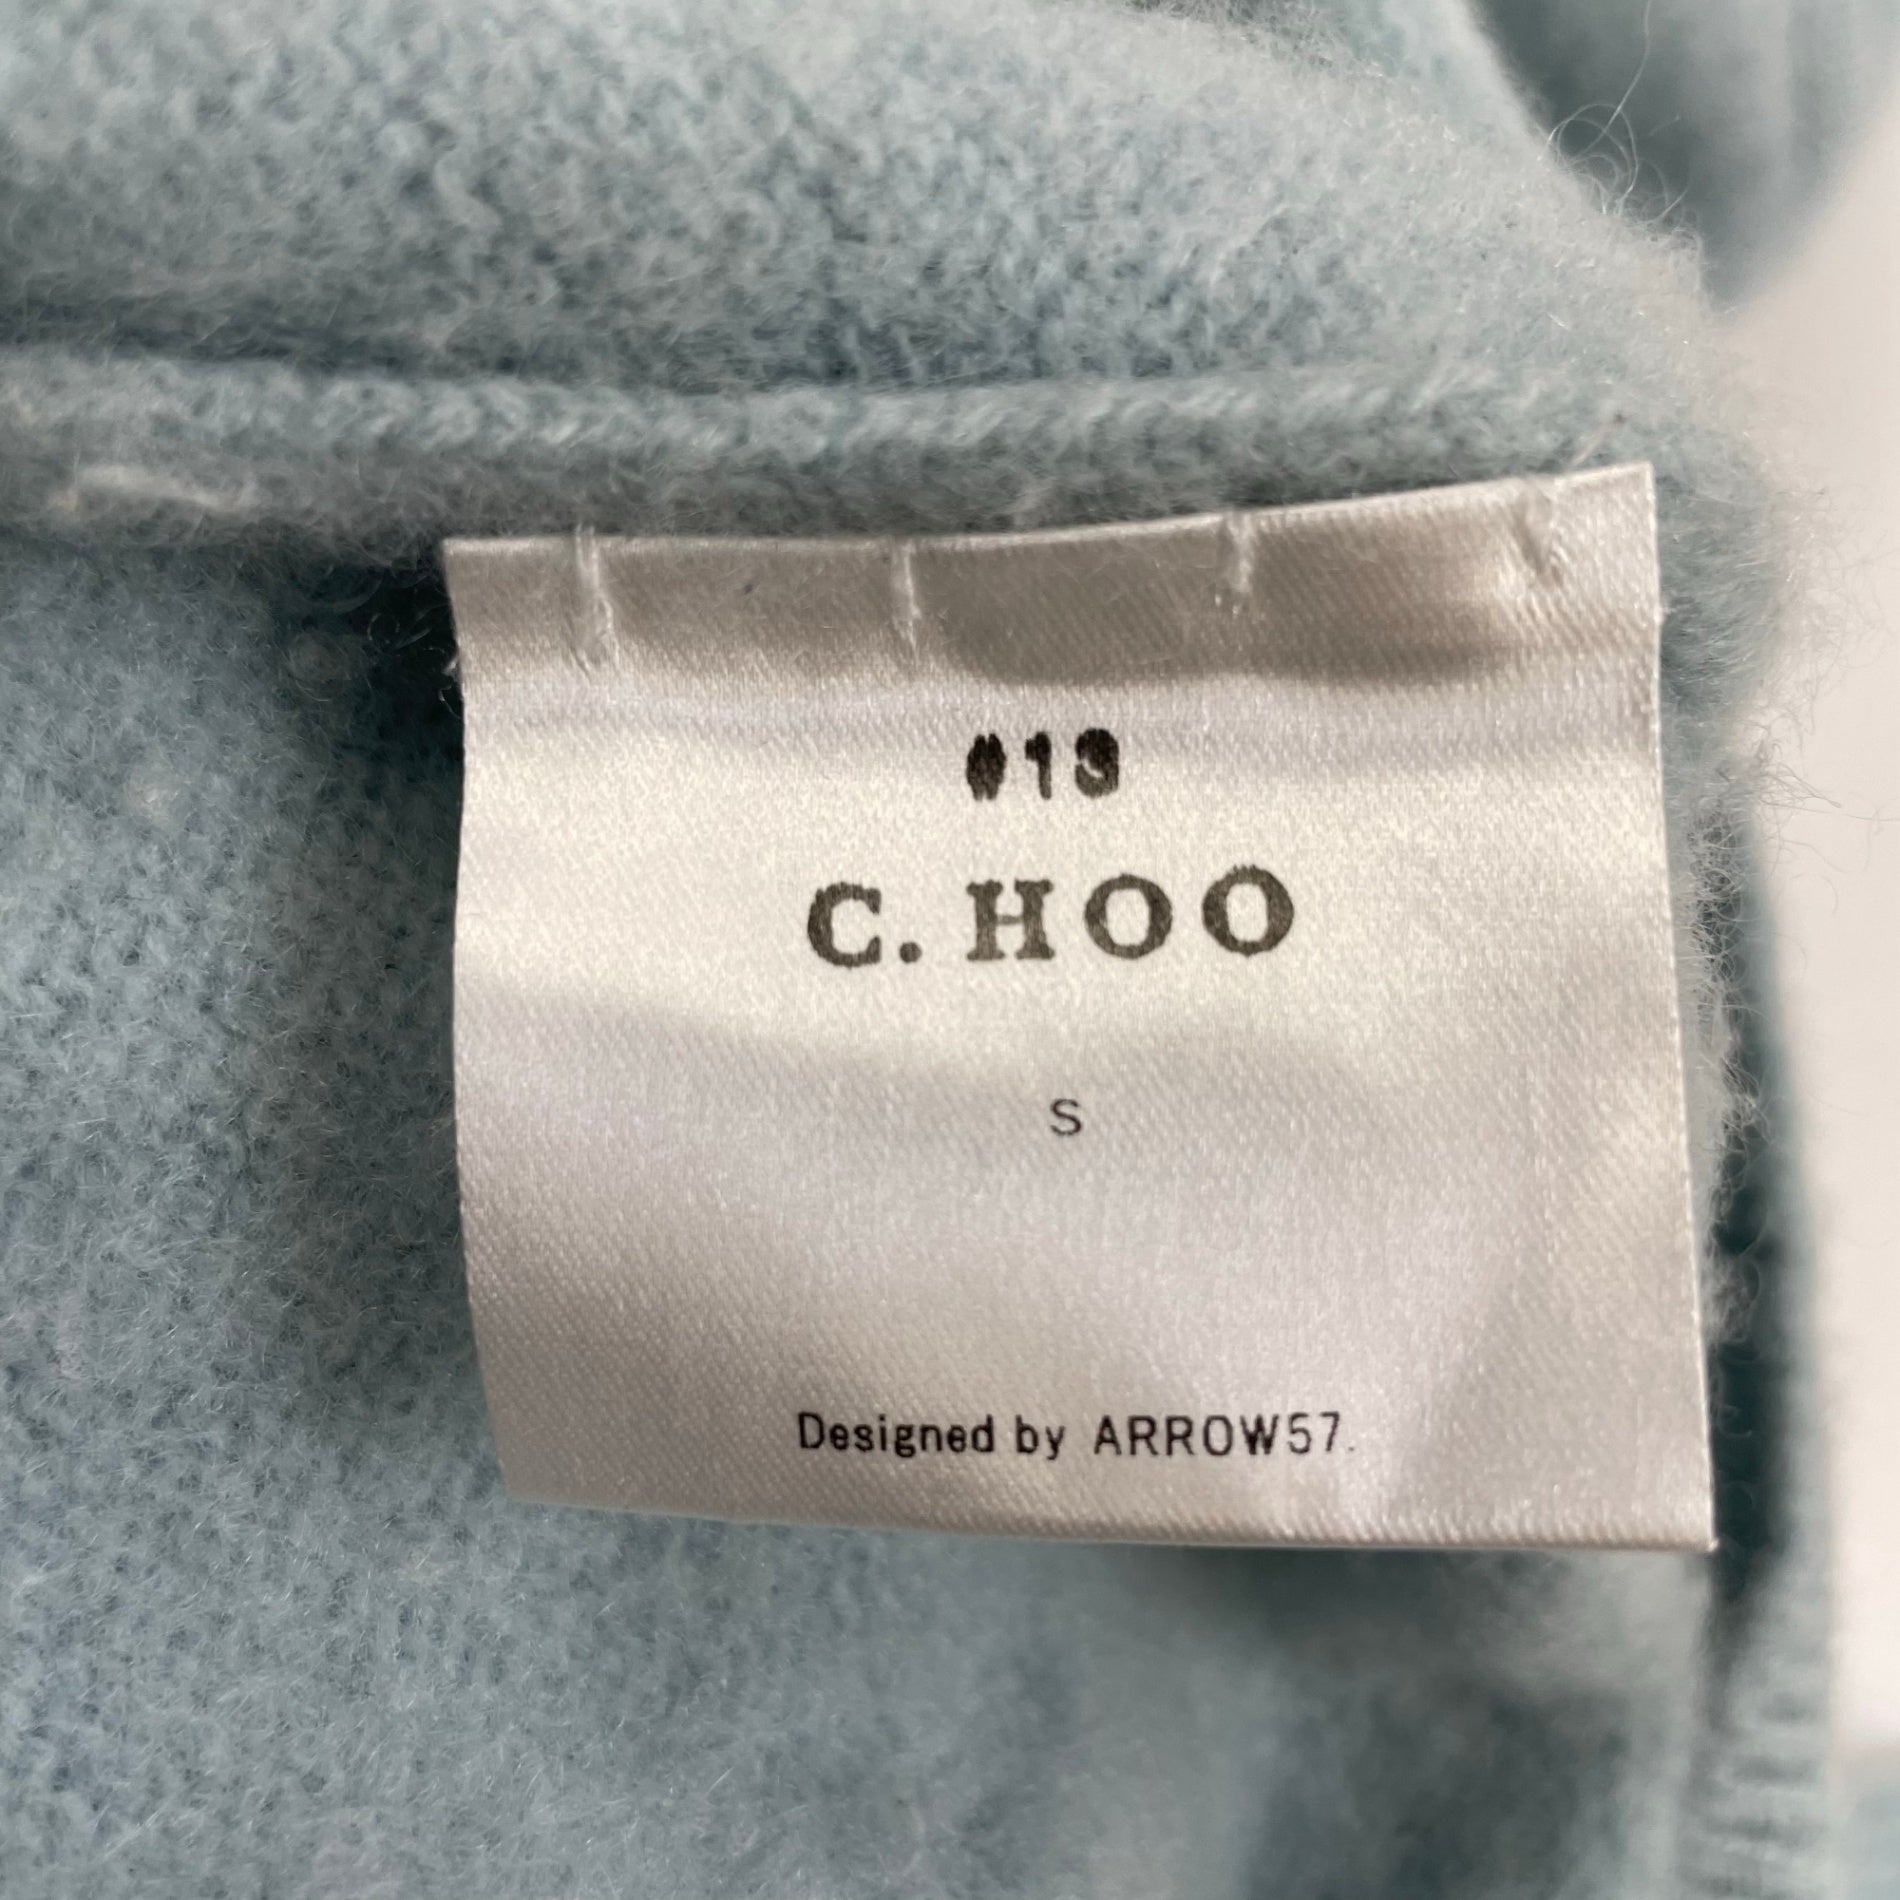 #13
C. HOO
S
Designed by ARROW57.